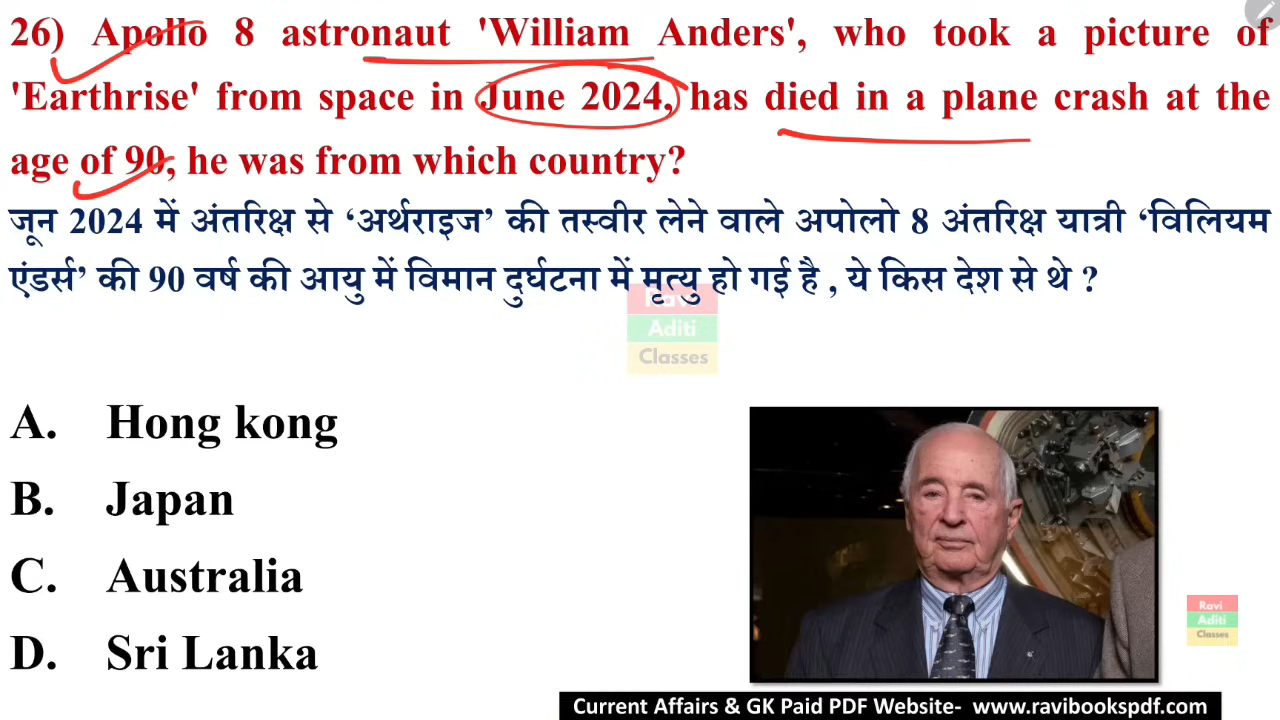 26) Apollo 8 astronaut 'William Anders', who took a picture of
'Earthrise' from space in June 2024, has died in a plane crash at the
age of 90, he was from which country?
जून 2024 में अंतरिक्ष से ‘अर्थराइज’ की तस्वीर लेने वाले अपोलो 8 अंतरिक्ष यात्री ‘विलियम
एंडर्स’ की 90 वर्ष की आयु में विमान दुर्घटना में मृत्यु हो गई है , ये किस देश से थे ?
Ravi
Aditi
Classes
A. Hong kong
B. Japan
C. Australia
D. Sri Lanka
Ravi
Aditi
Classes
Current Affairs & GK Paid PDF Website- www.ravibookspdf.com